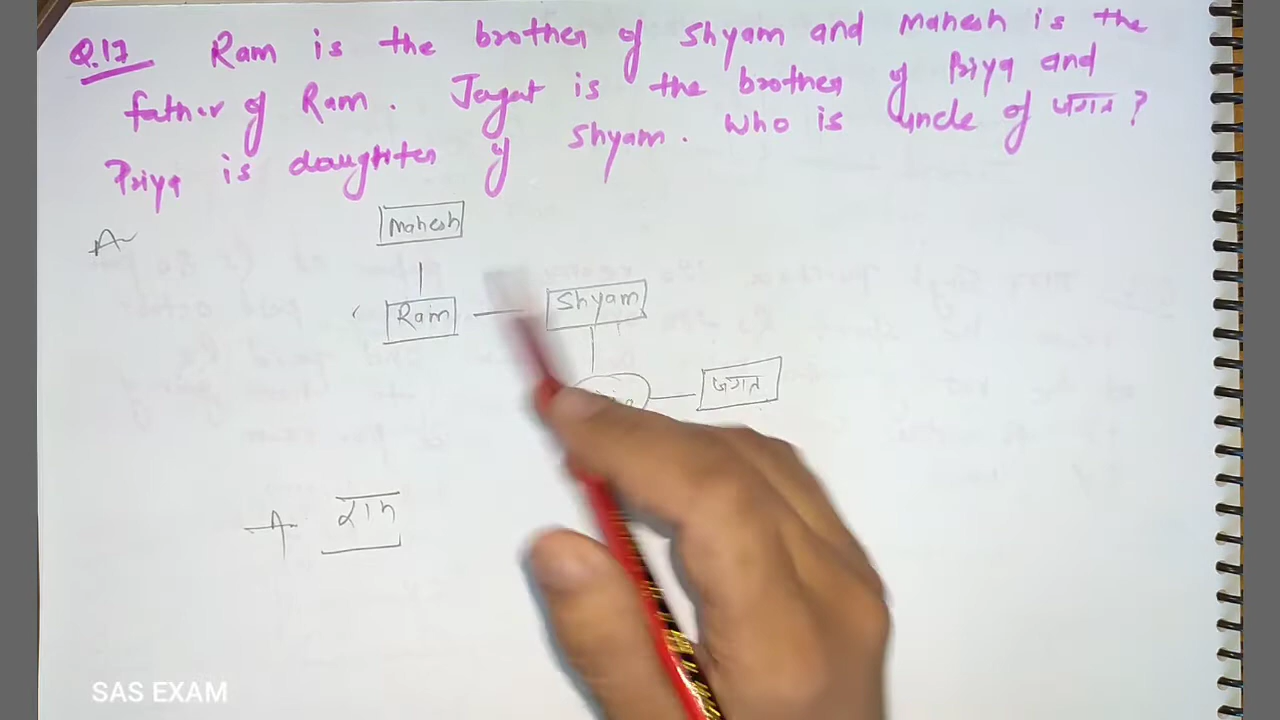 Q.17 Ram is the brother of Shyam and Mahesh is the
father of Ram. Jagat is the brother of Priya and
Priya is daughter of Shyam. Who is uncle of जगत?
A
Mahesh
Ram
Shyam
जगत
A राम
SAS EXAM